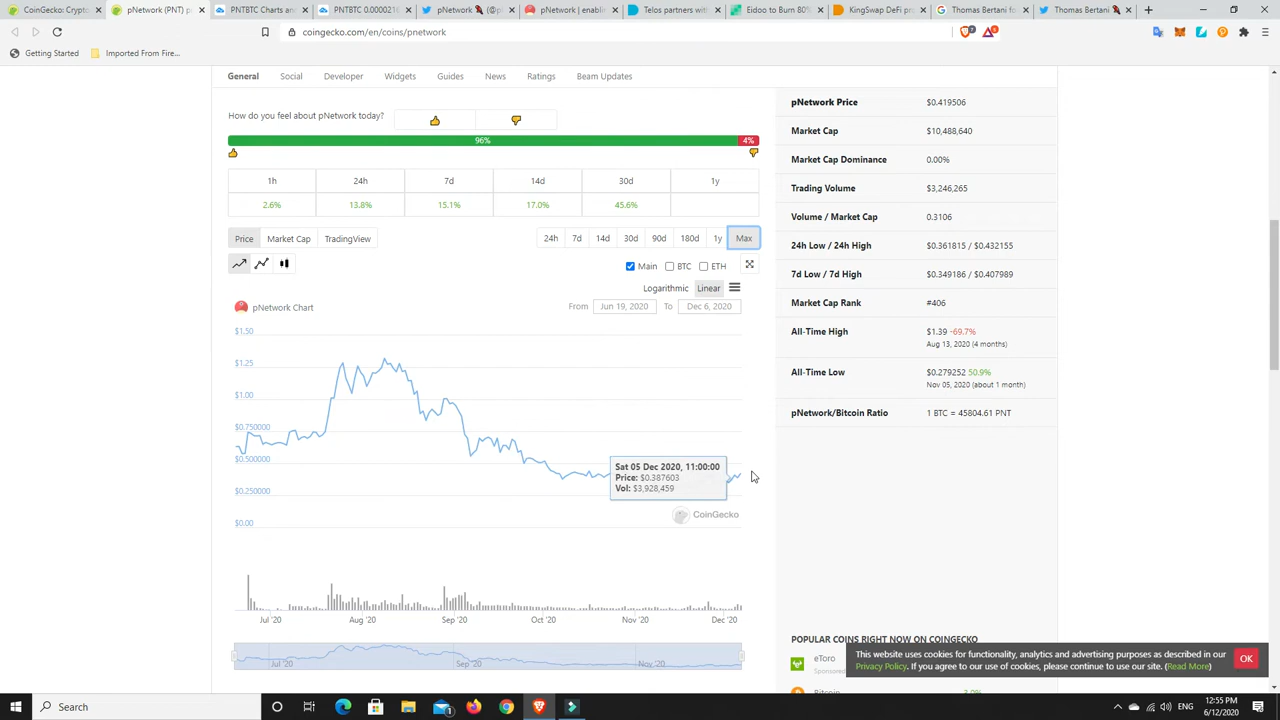 CoinGecko: Crypto
pNetwork (PNT) p
PNTBTC Charts an
PNTBTC 0.0000210
pNetwork
pNetwork | enabli
Telos partners wit
Eidoo to Burn 80%
KingSwap DeFi pr
Thomas Bertani fo
Thomas Bertani
coingecko.com/en/coins/pnetwork
Getting Started
Imported From Fire...
General Social Developer Widgets Guides News Ratings Beam Updates
How do you feel about pNetwork today?
96% 4%
1h 24h 7d 14d 30d 1y
2.6% 13.8% 15.1% 17.0% 45.6%
Price Market Cap TradingView
24h 7d 14d 30d 90d 180d 1y Max
Main BTC ETH
Logarithmic Linear
pNetwork Chart
From Jun 19, 2020 To Dec 6, 2020
$1.50
$1.25
$1.00
$0.750000
$0.500000
$0.250000
$0.00
Sat 05 Dec 2020, 11:00:00
Price: $0.387603
Vol: $3,928,459
CoinGecko
Jul '20 Aug '20 Sep '20 Oct '20 Nov '20 Dec '20
Jul '20 Sep '20 Nov '20
pNetwork Price $0.419506
Market Cap $10,488,640
Market Cap Dominance 0.00%
Trading Volume $3,246,265
Volume / Market Cap 0.3106
24h Low / 24h High $0.361815 / $0.432155
7d Low / 7d High $0.349186 / $0.407989
Market Cap Rank #406
All-Time High $1.39 -69.7%
Aug 13, 2020 (4 months)
All-Time Low $0.279252 50.9%
Nov 05, 2020 (about 1 month)
pNetwork/Bitcoin Ratio 1 BTC = 45804.61 PNT
POPULAR COINS RIGHT NOW ON COINGECKO
eToro
Sponsored
Bitcoin
This website uses cookies for functionality, analytics and advertising purposes as described in our
Privacy Policy. If you agree to our use of cookies, please continue to use our site. (Read More)
OK
Search
12:55 PM
6/12/2020